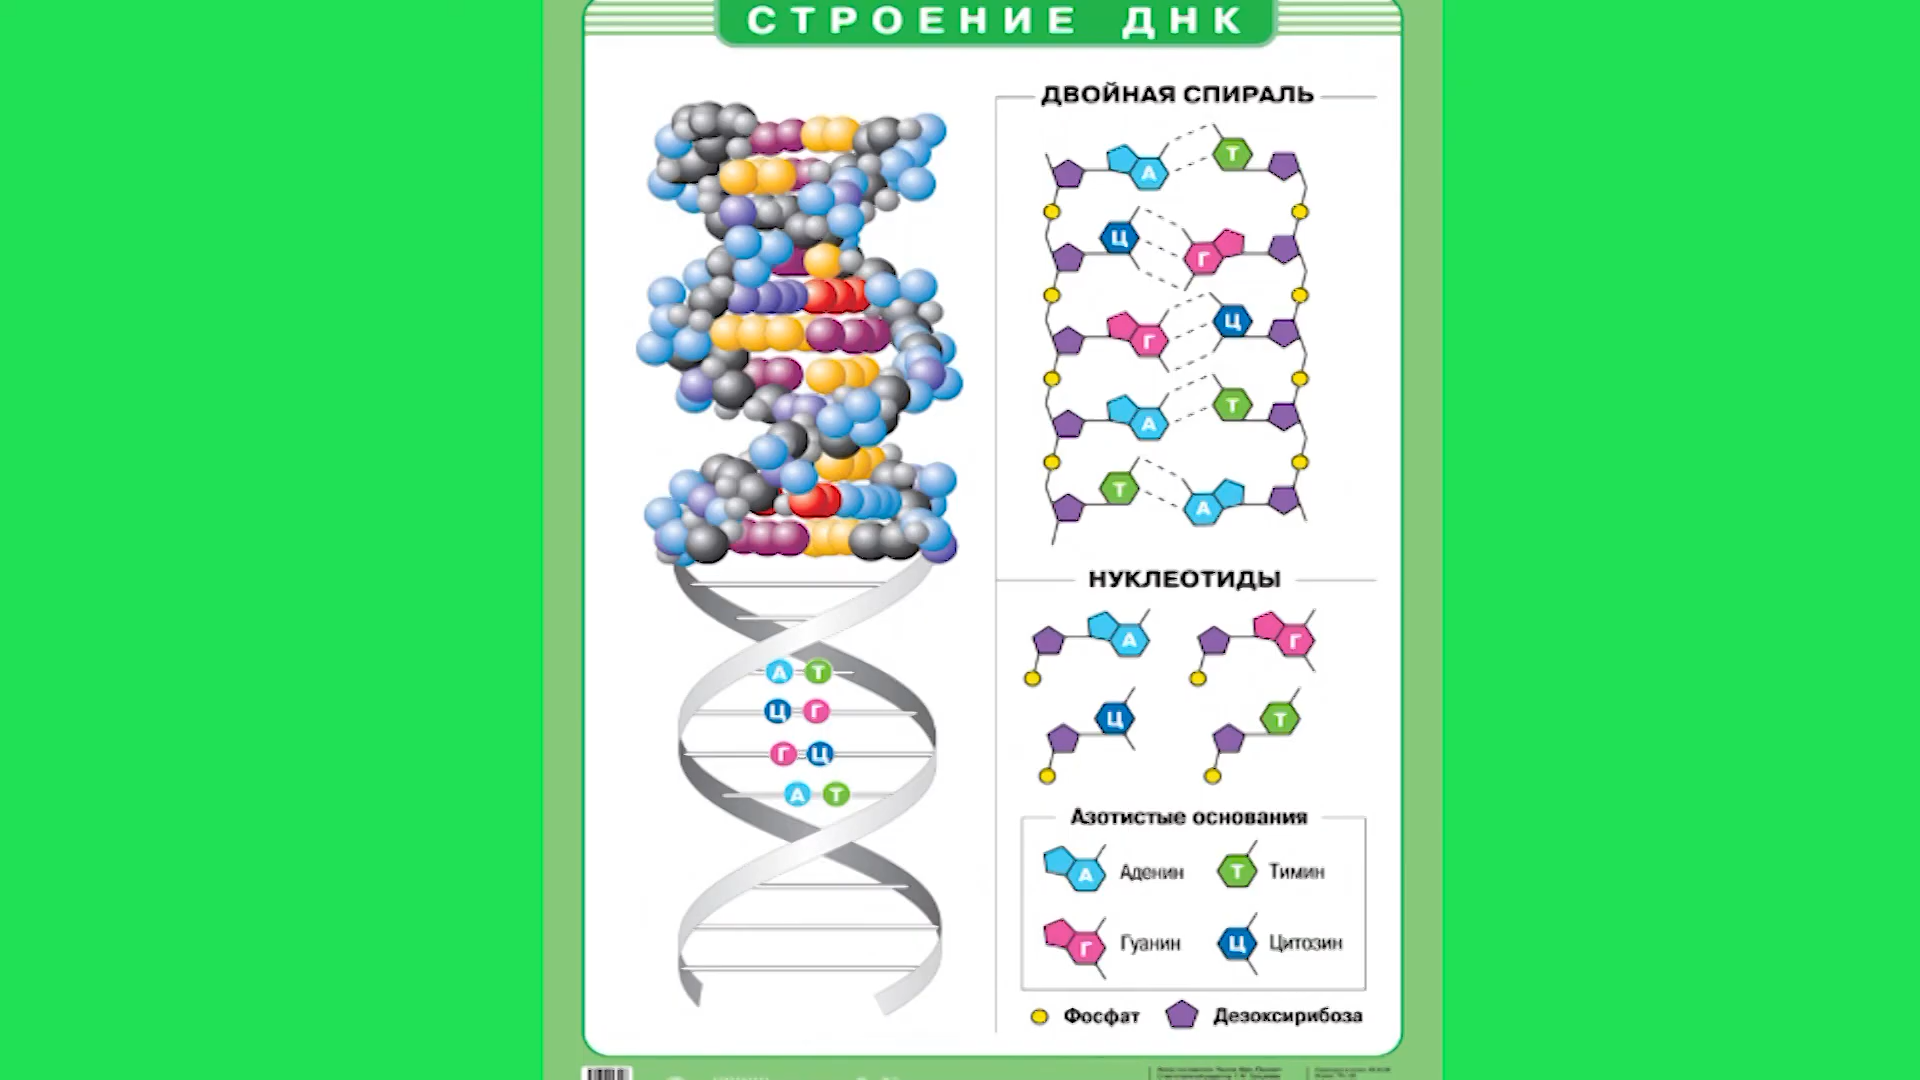 СТРОЕНИЕ ДНК
ДВОЙНАЯ СПИРАЛЬ
А Т
Ц Г
Г Ц
А Т
Т А
НУКЛЕОТИДЫ
А Г
Ц Т
А Т
Ц Г
Г Ц
А Т
Азотистые основания
А Аденин Т Тимин
Г Гуанин Ц Цитозин
Фосфат Дезоксирибоза